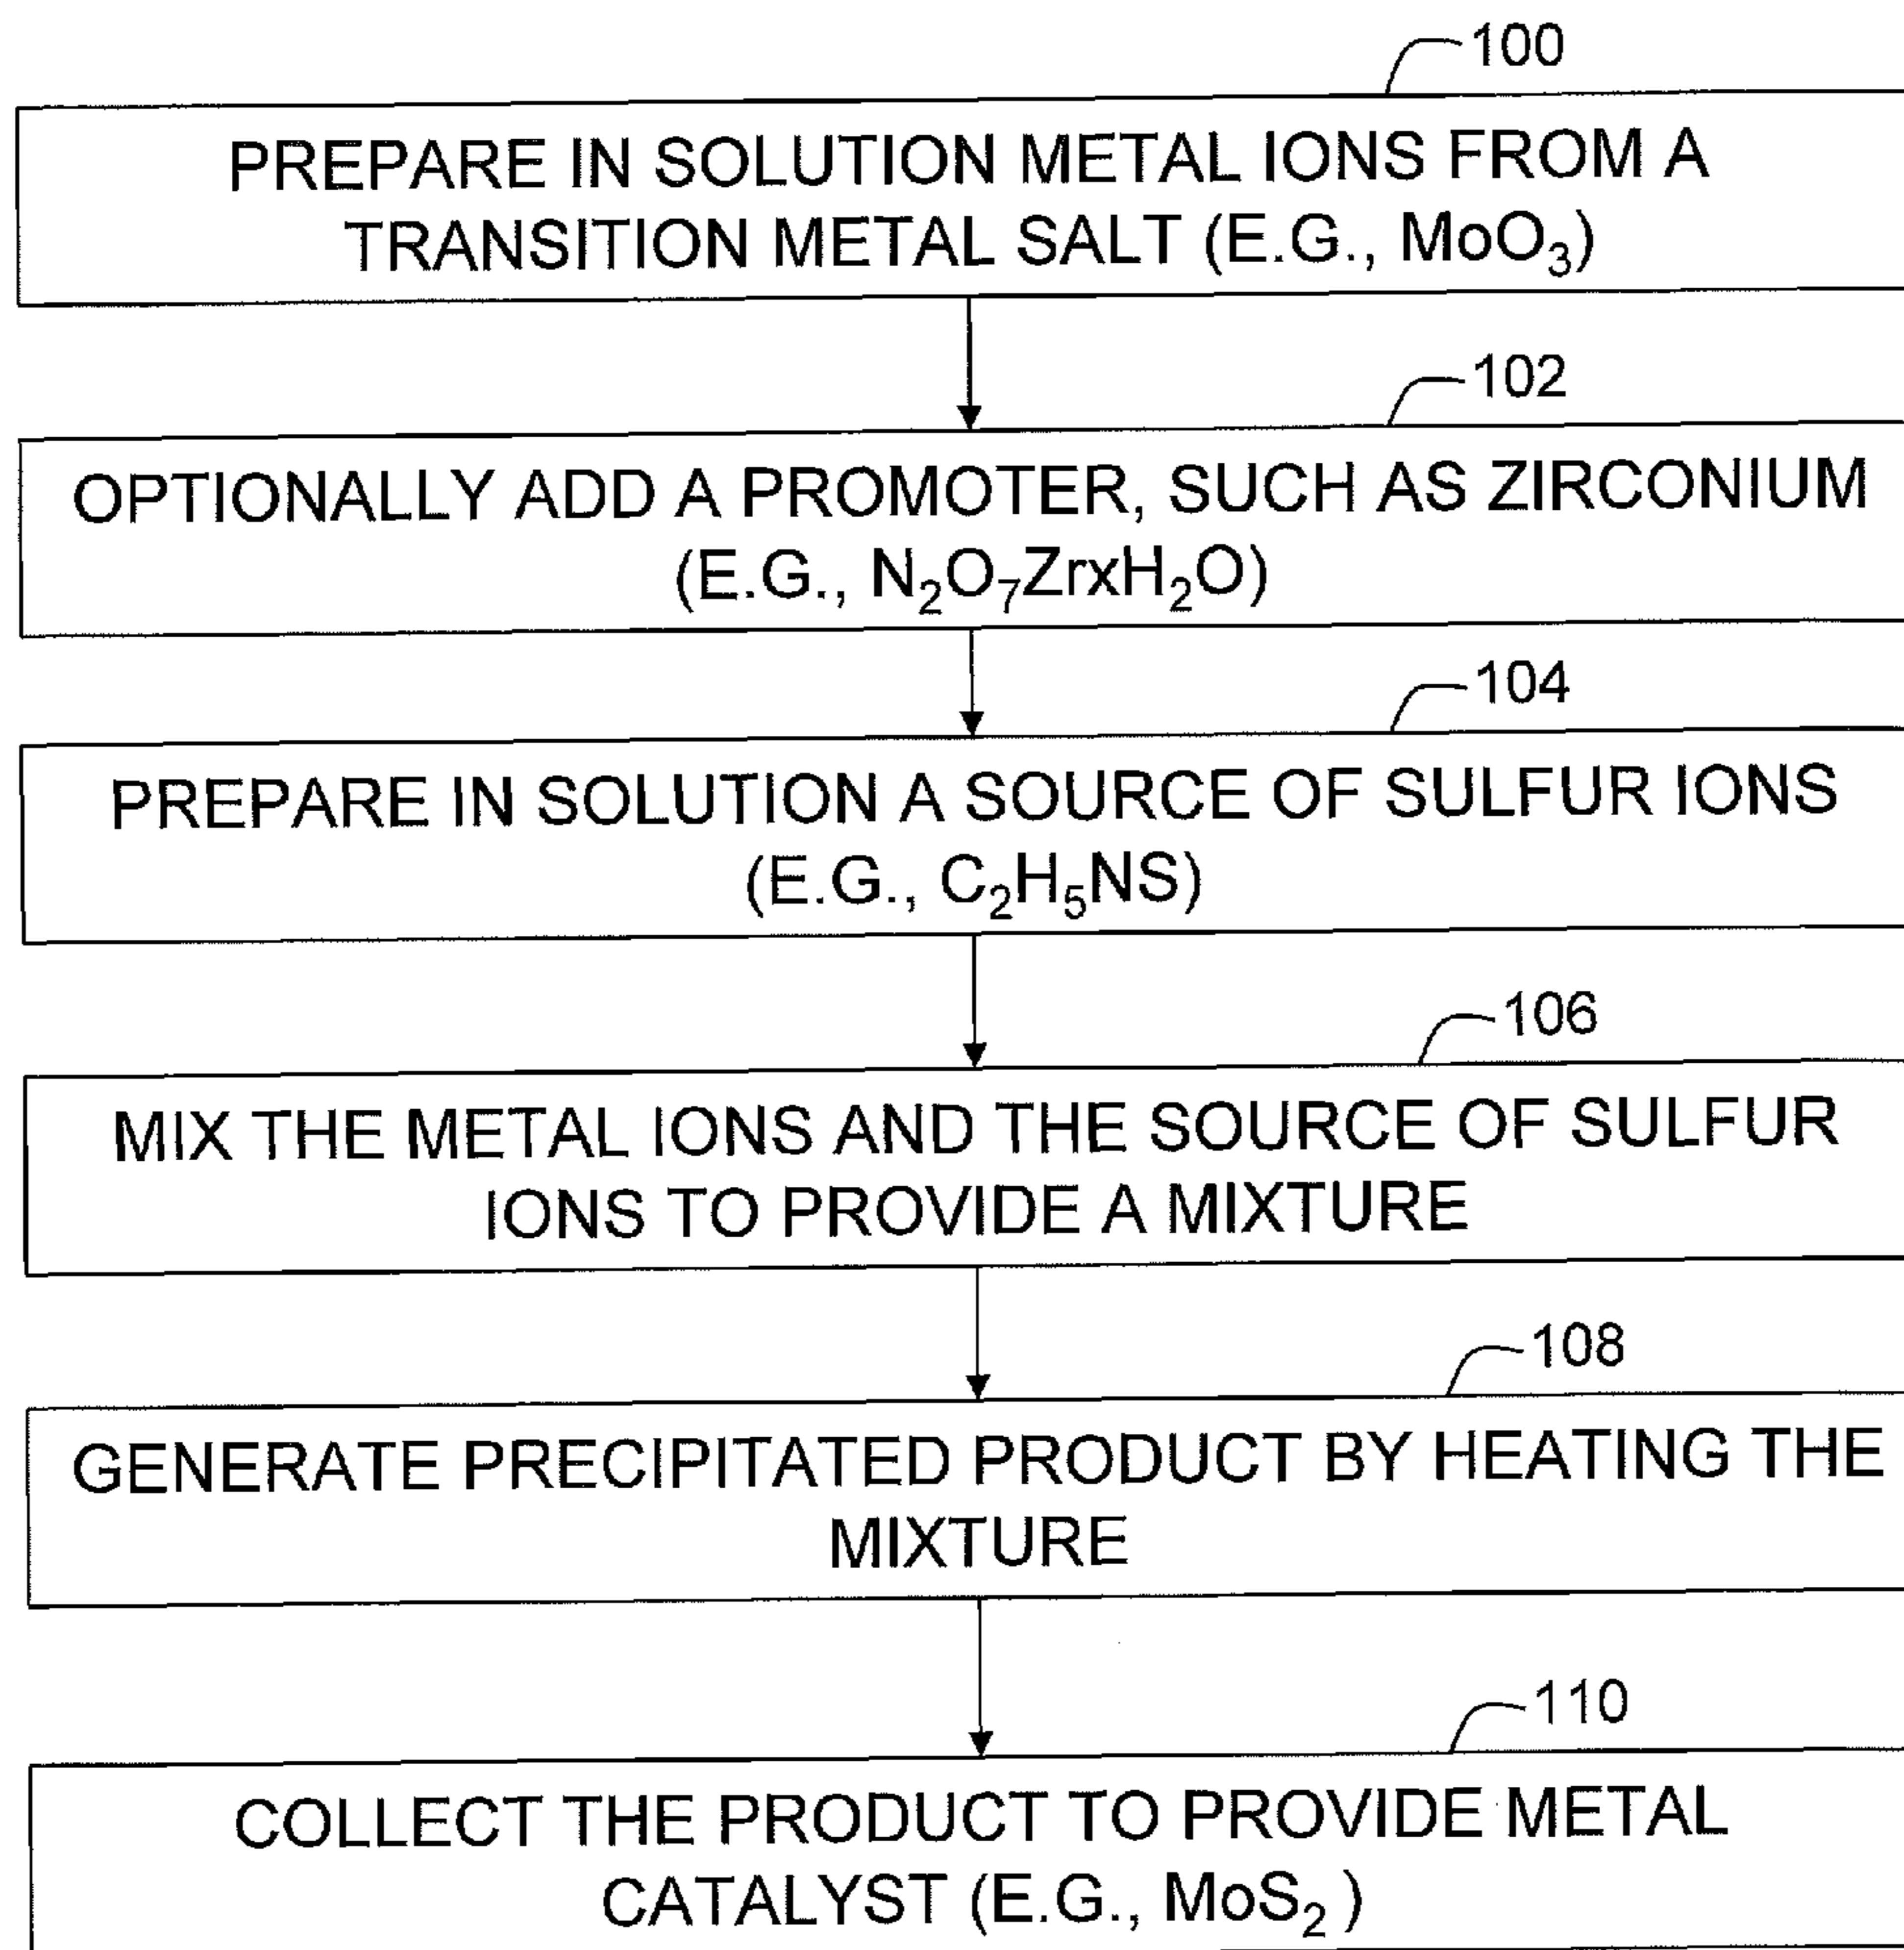 100
PREPARE IN SOLUTION METAL IONS FROM A
TRANSITION METAL SALT (E.G., MoO₃)
102
OPTIONALLY ADD A PROMOTER, SUCH AS ZIRCONIUM
(E.G., N₂O₇ZrxH₂O)
104
PREPARE IN SOLUTION A SOURCE OF SULFUR IONS
(E.G., C₂H₅NS)
106
MIX THE METAL IONS AND THE SOURCE OF SULFUR
IONS TO PROVIDE A MIXTURE
108
GENERATE PRECIPITATED PRODUCT BY HEATING THE
MIXTURE
110
COLLECT THE PRODUCT TO PROVIDE METAL
CATALYST (E.G., MoS₂ )